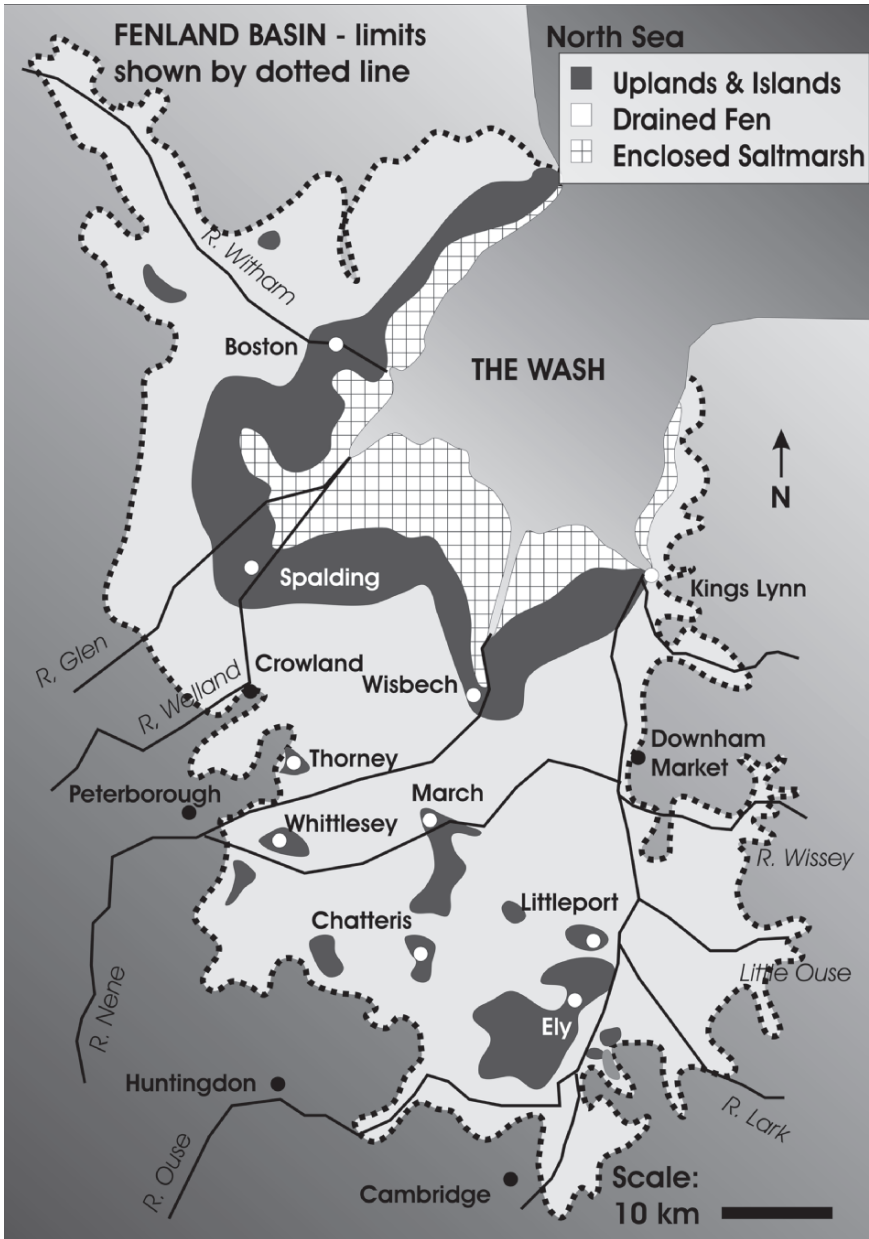 FENLAND BASIN - limits
shown by dotted line
North Sea
Uplands & Islands
Drained Fen
Enclosed Saltmarsh
R. Witham
Boston
THE WASH
N
Spalding
Kings Lynn
R, Glen
Crowland
R, Welland
Wisbech
Downham
Market
Thorney
Peterborough
March
Whittlesey
R. Wissey
Littleport
Chatteris
Little Ouse
R. Nene
Ely
Huntingdon
R. Lark
R. Ouse
Cambridge
Scale:
10 km